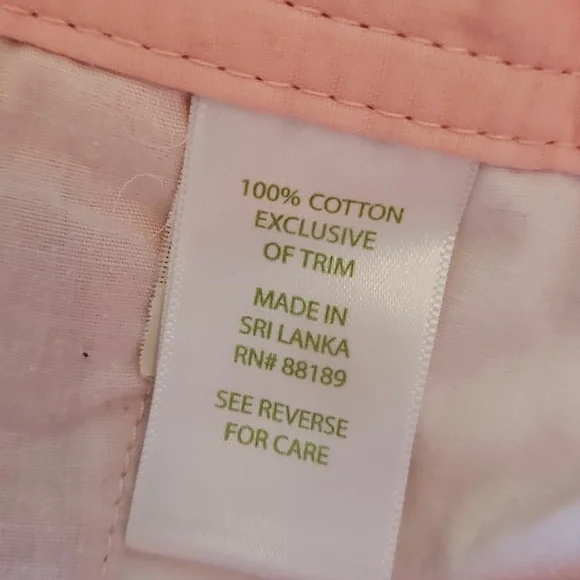 100% COTTON
EXCLUSIVE
OF TRIM
MADE IN
SRI LANKA
RN# 88189
SEE REVERSE
FOR CARE